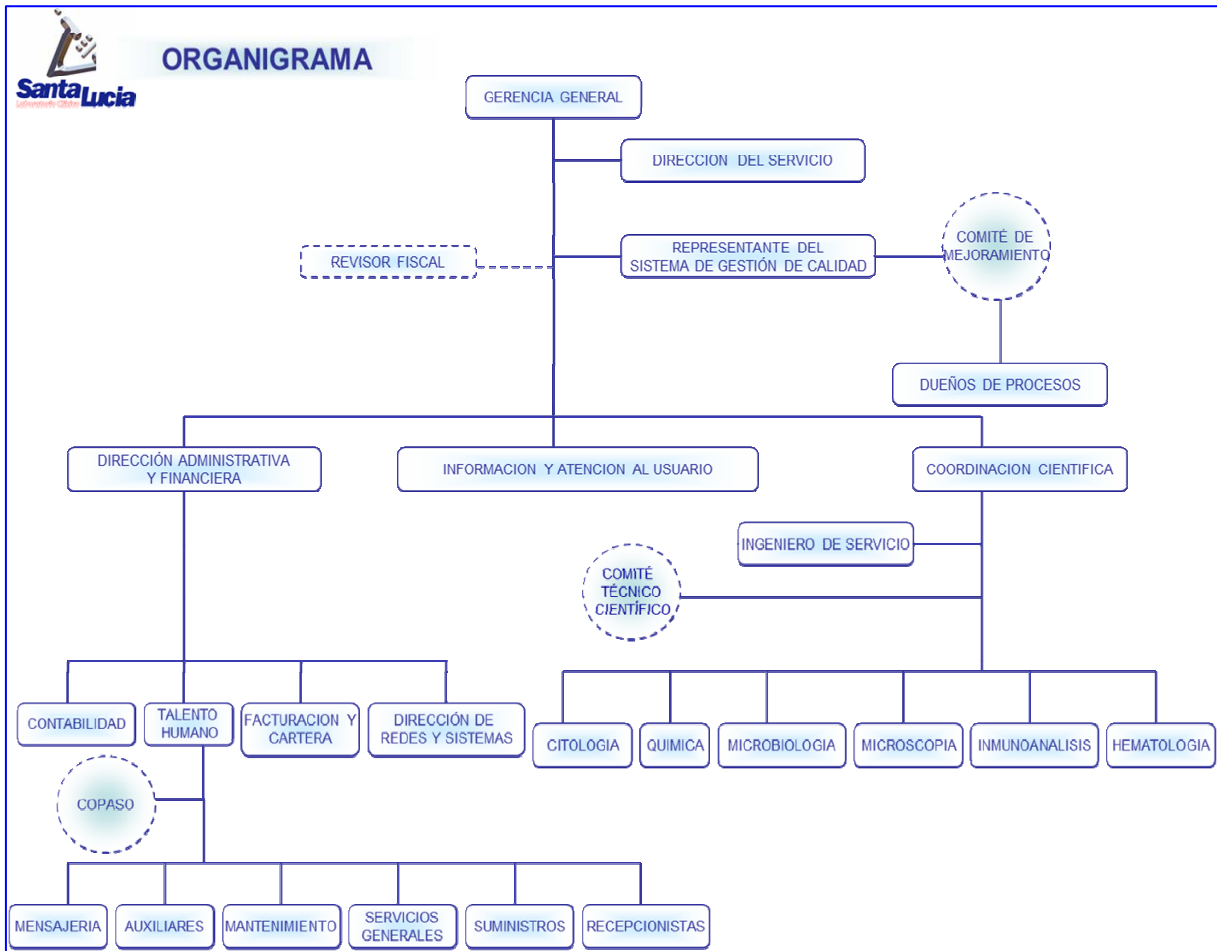 ORGANIGRAMA
Santa Lucia
Laboratorio Clínico
GERENCIA GENERAL
DIRECCION DEL SERVICIO
REVISOR FISCAL
REPRESENTANTE DEL
SISTEMA DE GESTIÓN DE CALIDAD
COMITÉ DE
MEJORAMIENTO
DUEÑOS DE PROCESOS
DIRECCIÓN ADMINISTRATIVA
Y FINANCIERA
INFORMACION Y ATENCION AL USUARIO
COORDINACION CIENTIFICA
INGENIERO DE SERVICIO
COMITÉ
TÉCNICO
CIENTÍFICO
CONTABILIDAD
TALENTO
HUMANO
FACTURACION Y
CARTERA
DIRECCIÓN DE
REDES Y SISTEMAS
CITOLOGIA
QUIMICA
MICROBIOLOGIA
MICROSCOPIA
INMUNOANALISIS
HEMATOLOGIA
COPASO
MENSAJERIA
AUXILIARES
MANTENIMIENTO
SERVICIOS
GENERALES
SUMINISTROS
RECEPCIONISTAS